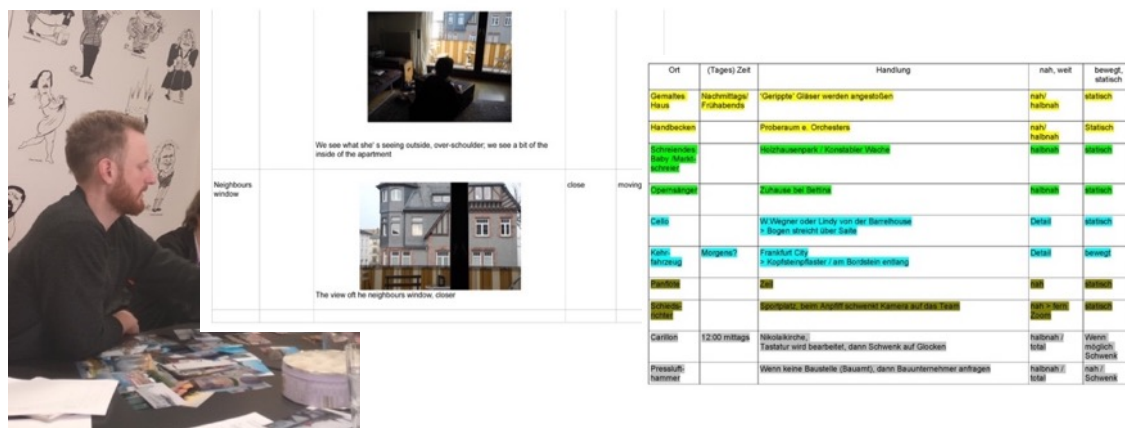 We see what she' s seeing outside, over-schoulder; we see a bit of the
inside of the apartment
Neighbours
window
close
moving
The view oft he neighbours window, closer
Ort
(Tages) Zeit
Handlung
nah, weit
bewegt,
statisch
Gemaltes
Haus
Nachmittags/
Frühabends
'Gerippte' Gläser werden angestoßen
nah/
halbnah
statisch
Handbecken
Proberaum e. Orchesters
nah/
halbnah
Statisch
Schreiendes
Baby /Markt-
schreier
Holzhausenpark / Konstabler Wache
halbnah
statisch
Opernsänger
Zuhause bei Bettina
halbnah
statisch
Cello
W.Wegner oder Lindy von der Barrelhouse
> Bogen streicht über Saite
Detail
statisch
Kehr-
fahrzeug
Morgens?
Frankfurt City
> Kopfsteinpflaster / am Bordstein entlang
Detail
bewegt
Panflöte
Zeil
nah
statisch
Schieds-
richter
Sportplatz, beim Anpfiff schwenkt Kamera auf das Team
nah > fern
Zoom
statisch
Carillon
12:00 mittags
Nikolaikirche,
Tastatur wird bearbeitet, dann Schwenk auf Glocken
halbnah /
total
Wenn
möglich
Schwenk
Pressluft-
hammer
Wenn keine Baustelle (Bauamt), dann Bauunternehmer anfragen
halbnah /
total
nah /
Schwenk